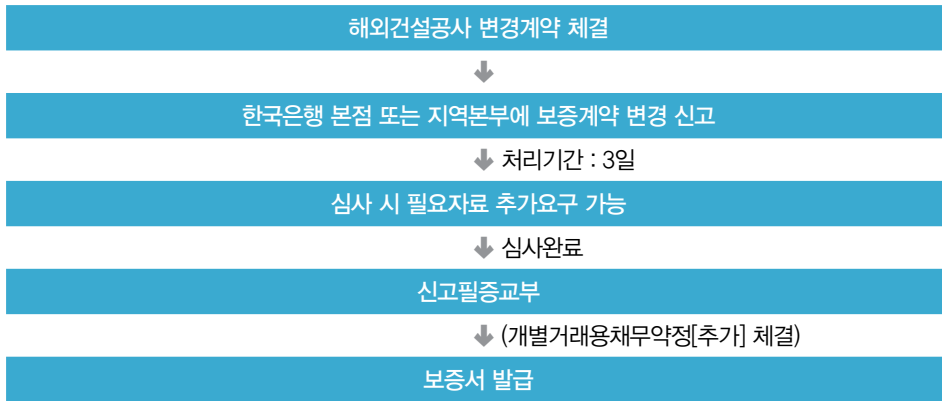 해외건설공사 변경계약 체결
한국은행 본점 또는 지역본부에 보증계약 변경 신고
처리기간 : 3일
심사 시 필요자료 추가요구 가능
심사완료
신고필증교부
(개별거래용채무약정[추가] 체결)
보증서 발급